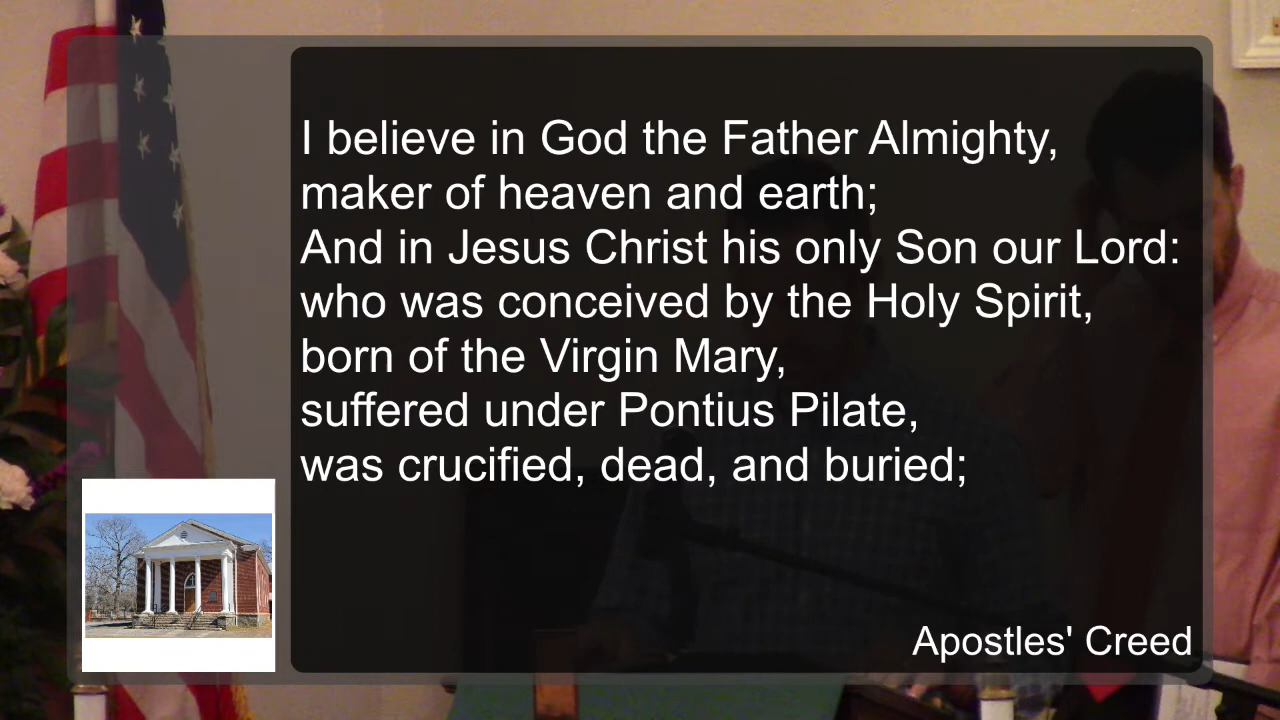 I believe in God the Father Almighty,
maker of heaven and earth;
And in Jesus Christ his only Son our Lord:
who was conceived by the Holy Spirit,
born of the Virgin Mary,
suffered under Pontius Pilate,
was crucified, dead, and buried;
Apostles' Creed